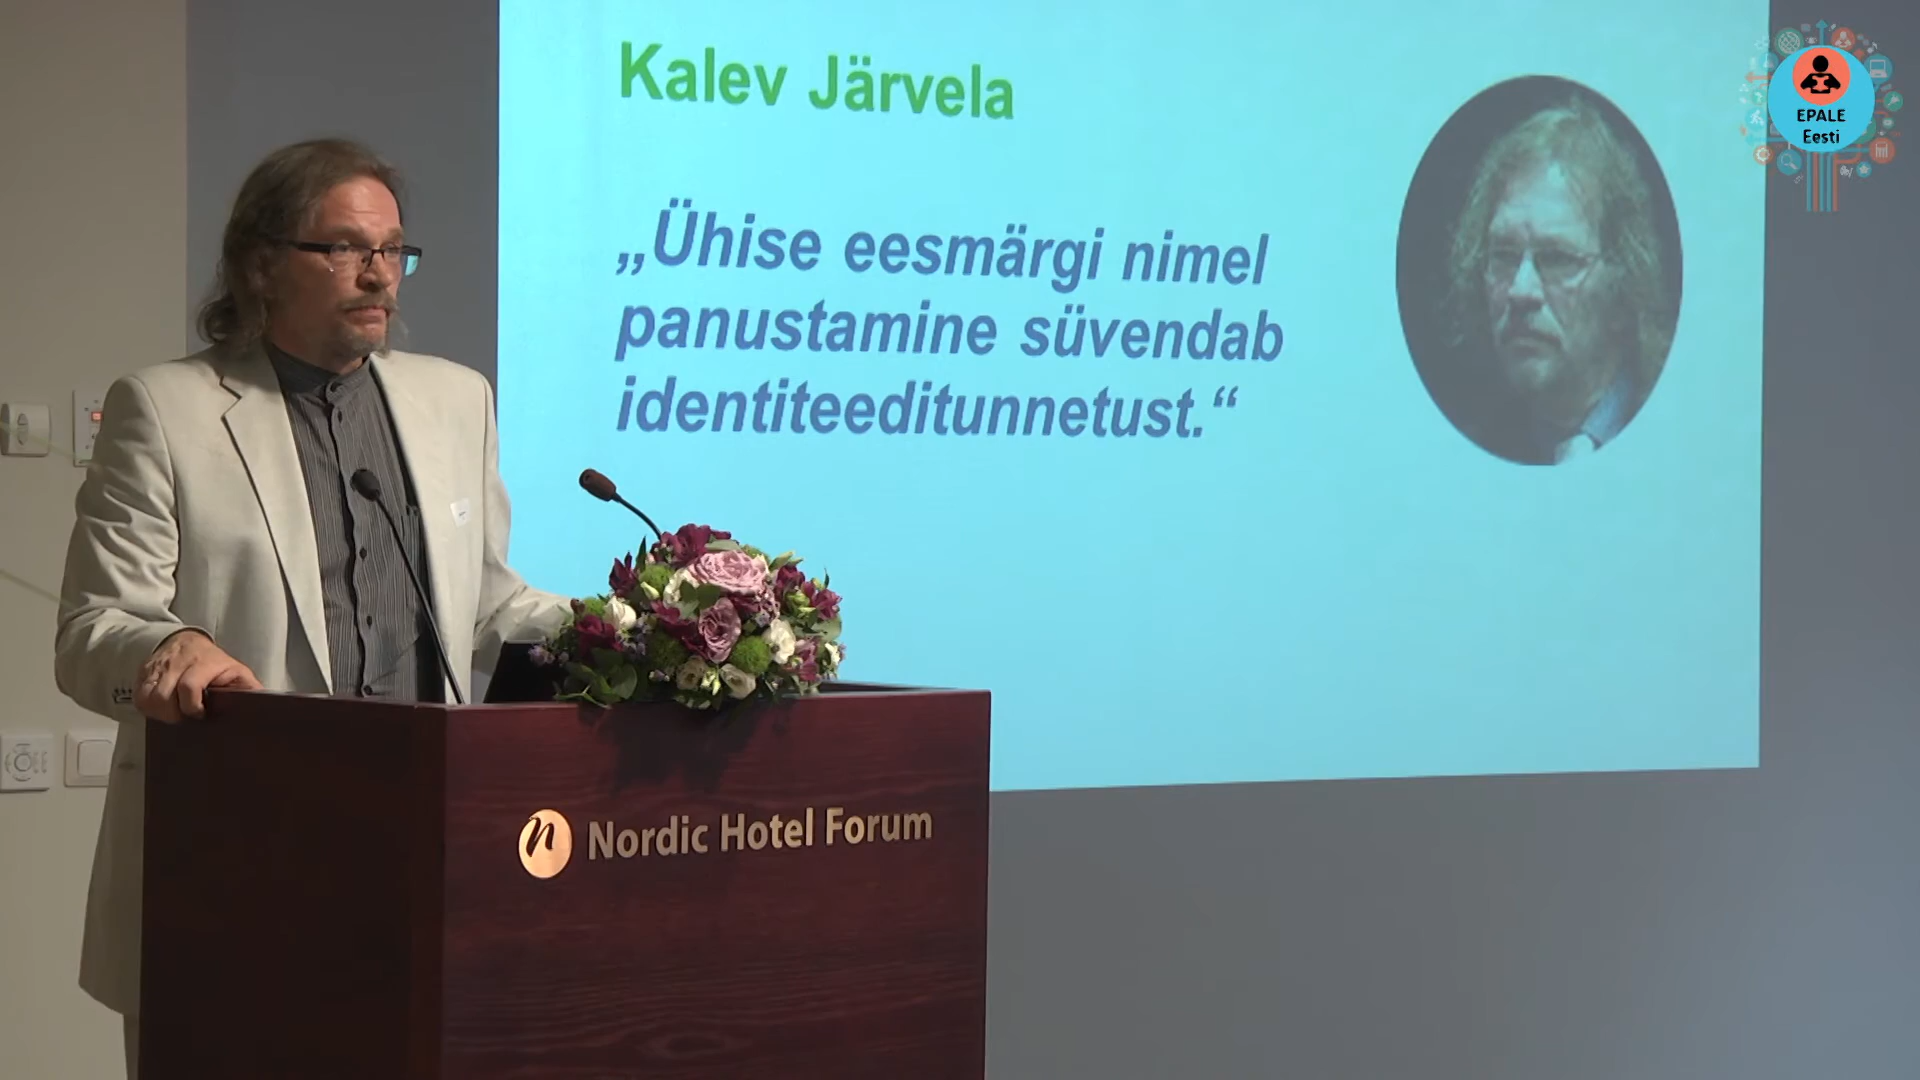 Kalev Järvela
„Ühise eesmärgi nimel
panustamine süvendab
identiteeditunnetust.“
EPALE
Eesti
n Nordic Hotel Forum